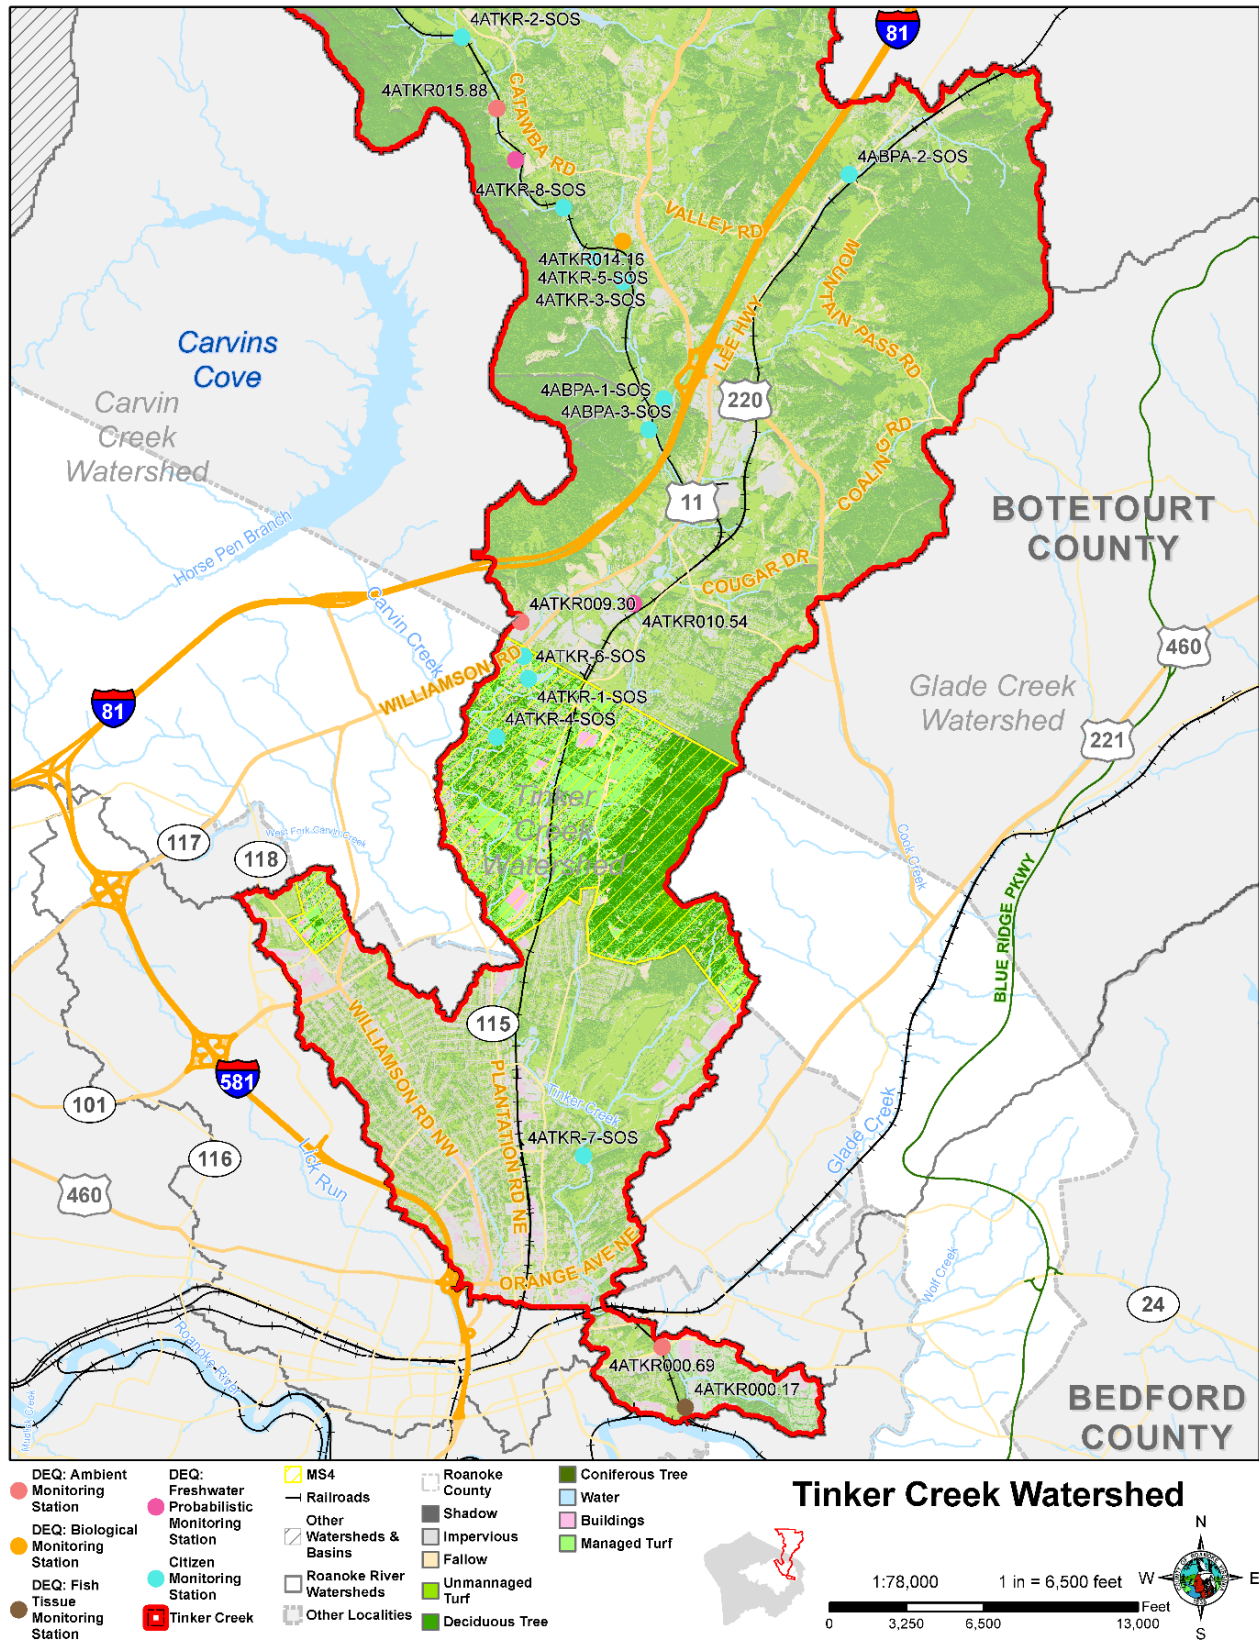 4ATKR-2-SOS
81
4ATKR015.88
CATAWBA RD
4ABPA-2-SOS
4ATKR-8-SOS
VALLEY RD
4ATKR014.16
4ATKR-5-SOS
4ATKR-3-SOS
MOUNTAIN PASS RD
LEE HWY
Carvins
Cove
Carvin
Creek
Watershed
4ABPA-1-SOS
4ABPA-3-SOS
220
COALING RD
11
BOTETOURT
COUNTY
Horse Pen Branch
COUGAR DR
Carvin Creek
4ATKR009.30
4ATKR010.54
WILLIAMSON RD
4ATKR-6-SOS
4ATKR-1-SOS
4ATKR-4-SOS
460
Glade Creek
Watershed
81
221
Tinker
Creek
Watershed
117
118
West Fork Carvin Creek
Cook Creek
BLUE RIDGE PKWY
115
WILLIAMSON RD NW
PLANTATION RD NE
581
101
116
Tinker Creek
4ATKR-7-SOS
Glade Creek
Lick Run
460
ORANGE AVE NE
Wolf Creek
24
Roanoke River
4ATKR000.69
4ATKR000.17
Mudlick Creek
BEDFORD
COUNTY
DEQ: Ambient
Monitoring
Station
DEQ: Biological
Monitoring
Station
DEQ: Fish
Tissue
Monitoring
Station
DEQ:
Freshwater
Probabilistic
Monitoring
Station
Citizen
Monitoring
Station
Tinker Creek
MS4
Railroads
Other
Watersheds &
Basins
Roanoke River
Watersheds
Other Localities
Roanoke
County
Shadow
Impervious
Fallow
Unmannaged
Turf
Deciduous Tree
Coniferous Tree
Water
Buildings
Managed Turf
Tinker Creek Watershed
1:78,000
1 in = 6,500 feet
Feet
0
3,250
6,500
13,000
N
W
E
S